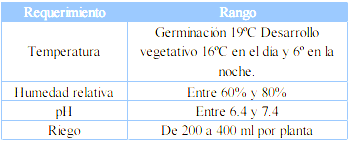 Requerimiento Rango
Germinación 19ºC Desarrollo
Temperatura vegetativo 16ºC en el dia y 6º en la
noche.
Humedad relativa Entre 60% y 80%
pH Entre 6.4 y 7.4
Riego De 200 a 400 ml por planta